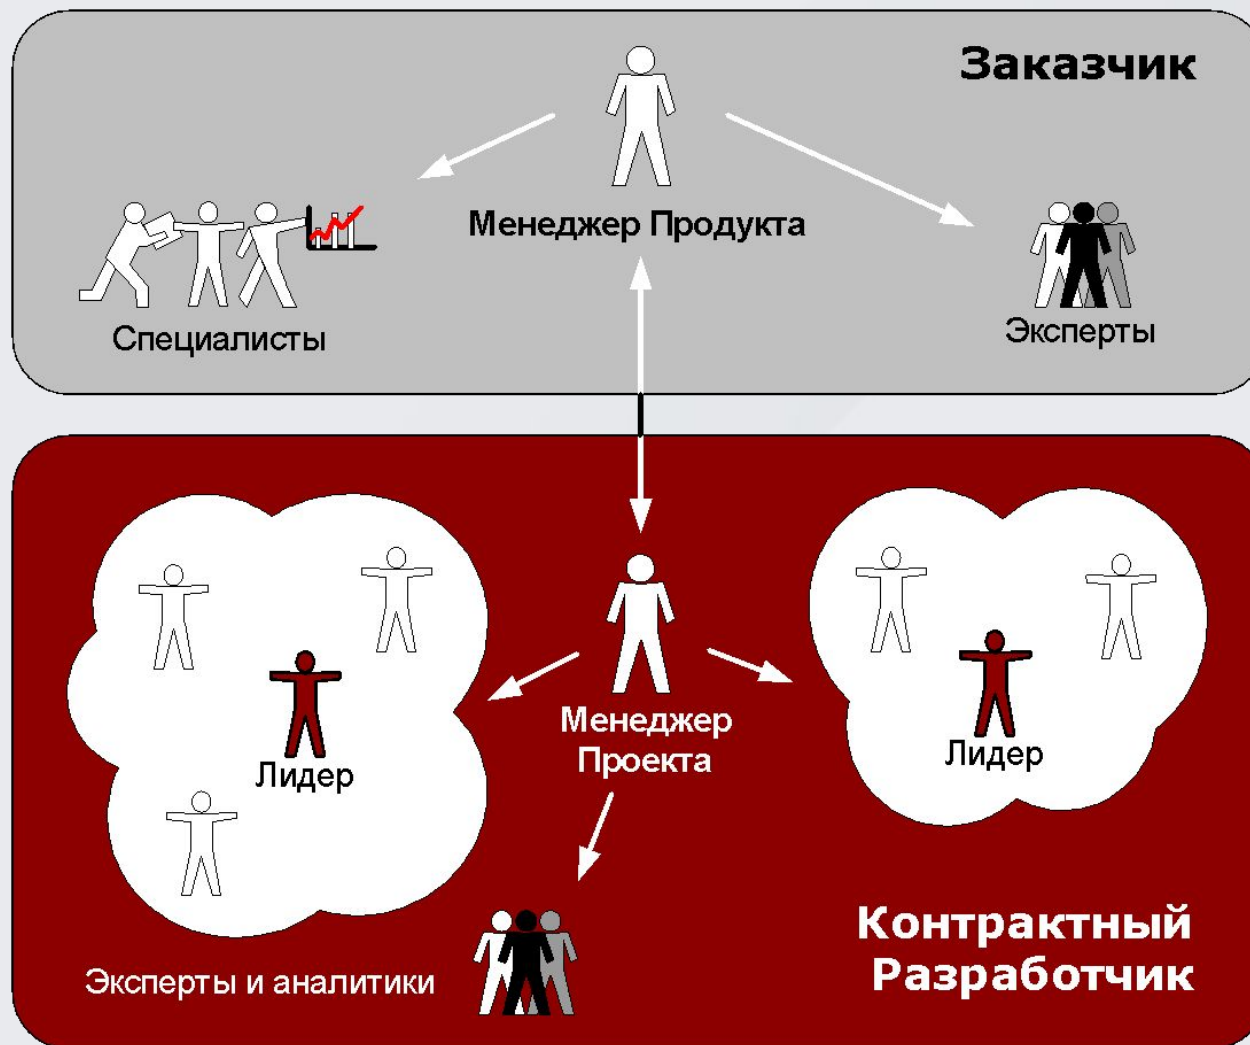 Заказчик
Менеджер Продукта
Специалисты
Эксперты
Менеджер
Проекта
Лидер
Лидер
Эксперты и аналитики
Контрактный
Разработчик